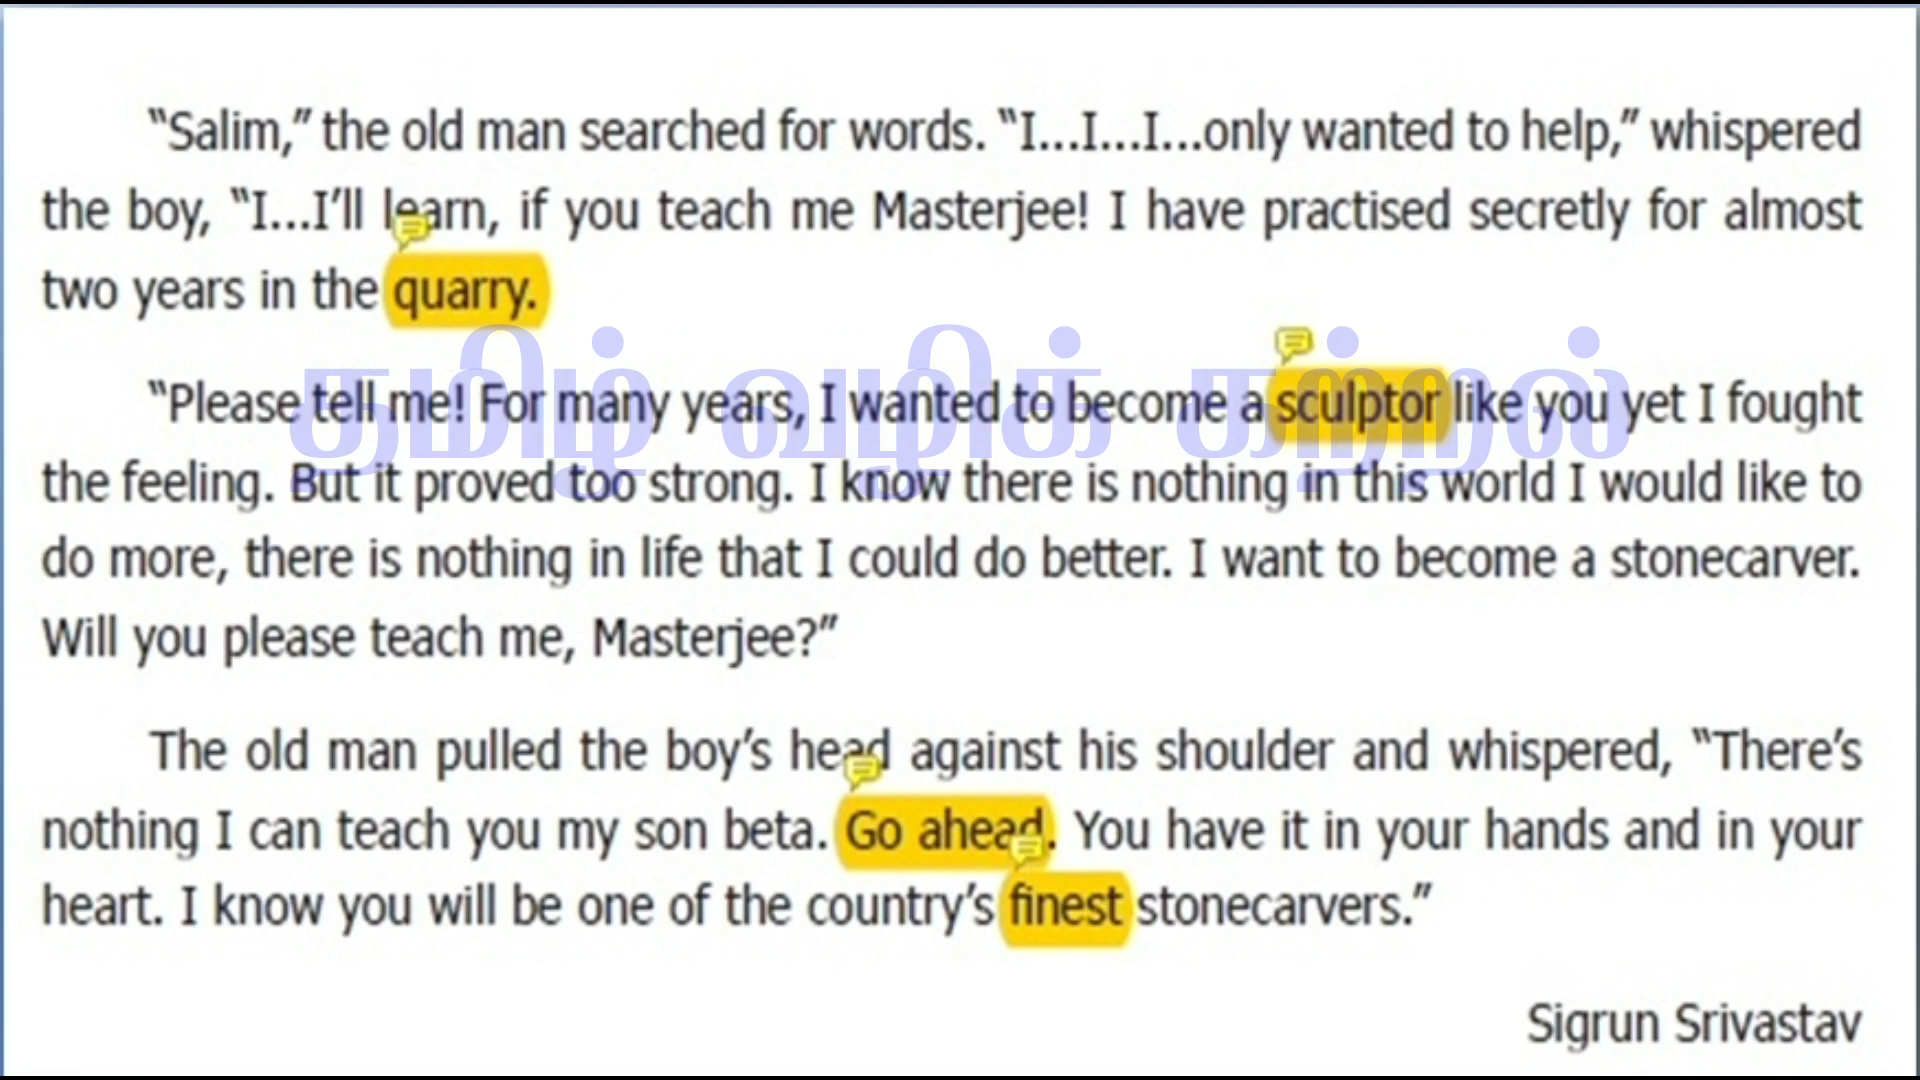 “Salim,” the old man searched for words. “I...I...I...only wanted to help,” whispered
the boy, “I...I’ll learn, if you teach me Masterjee! I have practised secretly for almost
two years in the quarry.
தமிழ் வழிக் கற்றல்
“Please tell me! For many years, I wanted to become a sculptor like you yet I fought
the feeling. But it proved too strong. I know there is nothing in this world I would like to
do more, there is nothing in life that I could do better. I want to become a stonecarver.
Will you please teach me, Masterjee?”
The old man pulled the boy’s head against his shoulder and whispered, “There’s
nothing I can teach you my son beta. Go ahead. You have it in your hands and in your
heart. I know you will be one of the country’s finest stonecarvers.”
Sigrun Srivastav